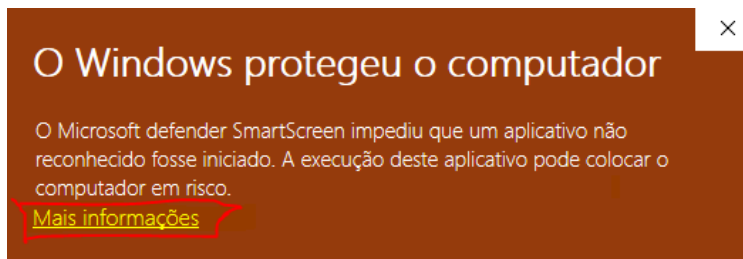 O Windows protegeu o computador
O Microsoft defender SmartScreen impediu que um aplicativo não
reconhecido fosse iniciado. A execução deste aplicativo pode colocar o
computador em risco.
Mais informações